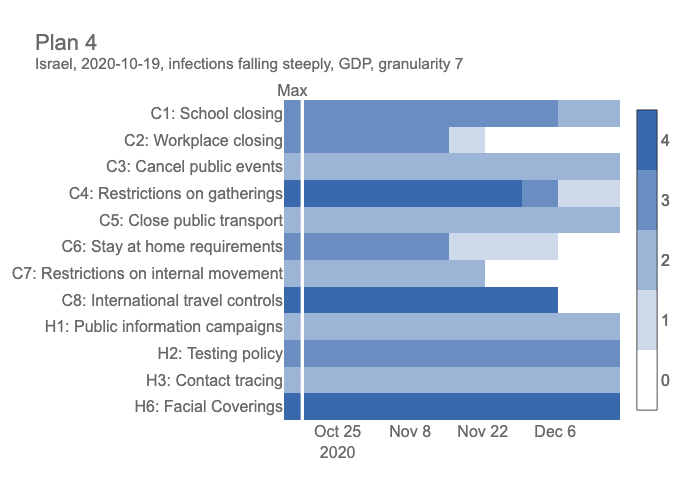 Plan 4
Israel, 2020-10-19, infections falling steeply, GDP, granularity 7
Max
C1: School closing
C2: Workplace closing
C3: Cancel public events
C4: Restrictions on gatherings
C5: Close public transport
C6: Stay at home requirements
C7: Restrictions on internal movement
C8: International travel controls
H1: Public information campaigns
H2: Testing policy
H3: Contact tracing
H6: Facial Coverings
4
3
2
1
0
Oct 25 Nov 8 Nov 22 Dec 6
2020